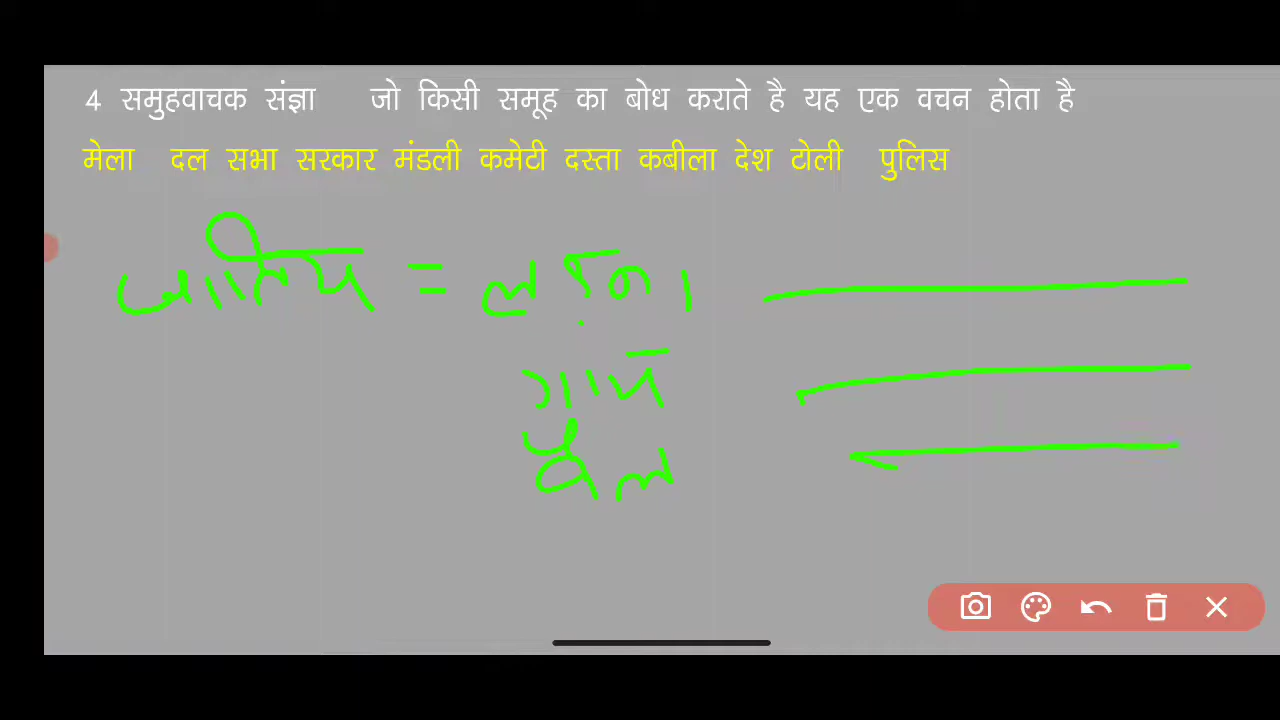 4 समुहवाचक संज्ञा जो किसी समूह का बोध कराते है यह एक वचन होता है
मेला दल सभा सरकार मंडली कमेटी दस्ता कबीला देश टोली पुलिस
=
गाय
बैल